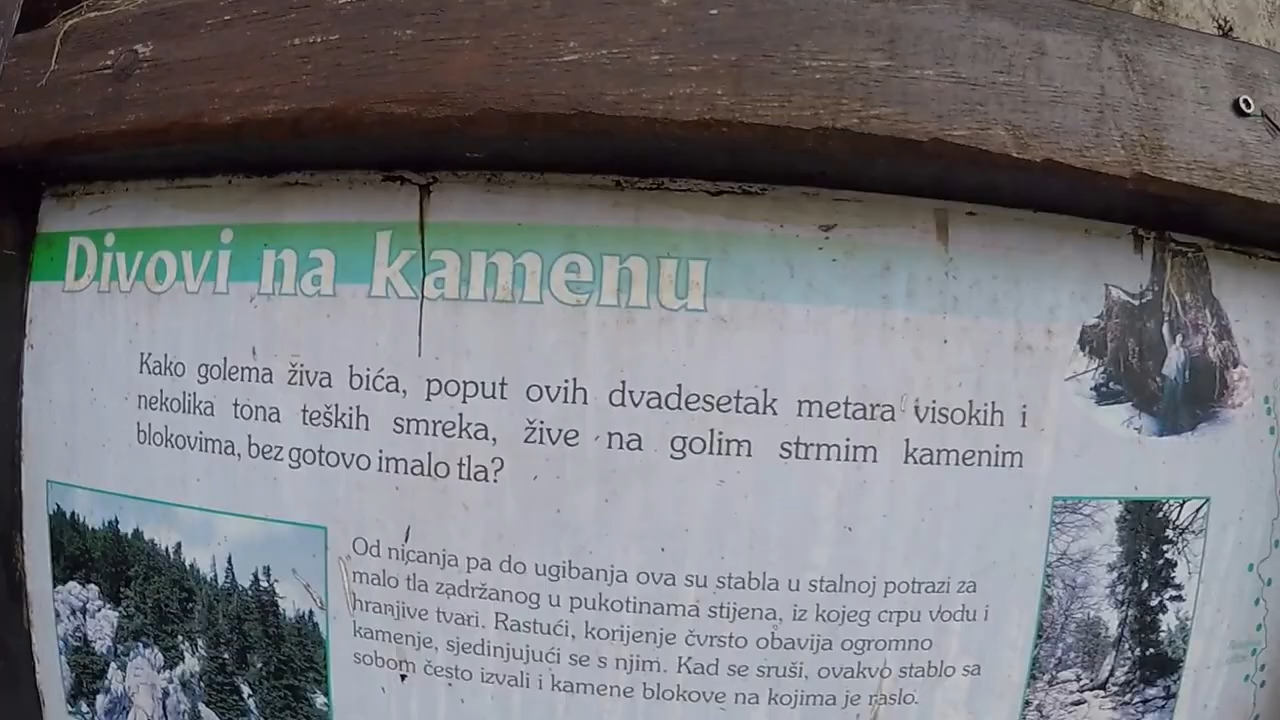 Divovi na kamenu
Kako golema živa bića, poput ovih dvadesetak metara visokih i
nekolika tona teških smreka, žive na golim strmim kamenim
blokovima, bez gotovo imalo tla?
Od nicanja pa do ugibanja ova su stabla u stalnoj potrazi za
malo tla zadržanog u pukotinama stijena, iz kojeg crpu vodu i
hranjive tvari. Rastući, korijenje čvrsto obavija ogromno
kamenje, sjedinjujući se s njim. Kad se sruši, ovakvo stablo sa
sobom često izvali i kamene blokove na kojima je raslo.